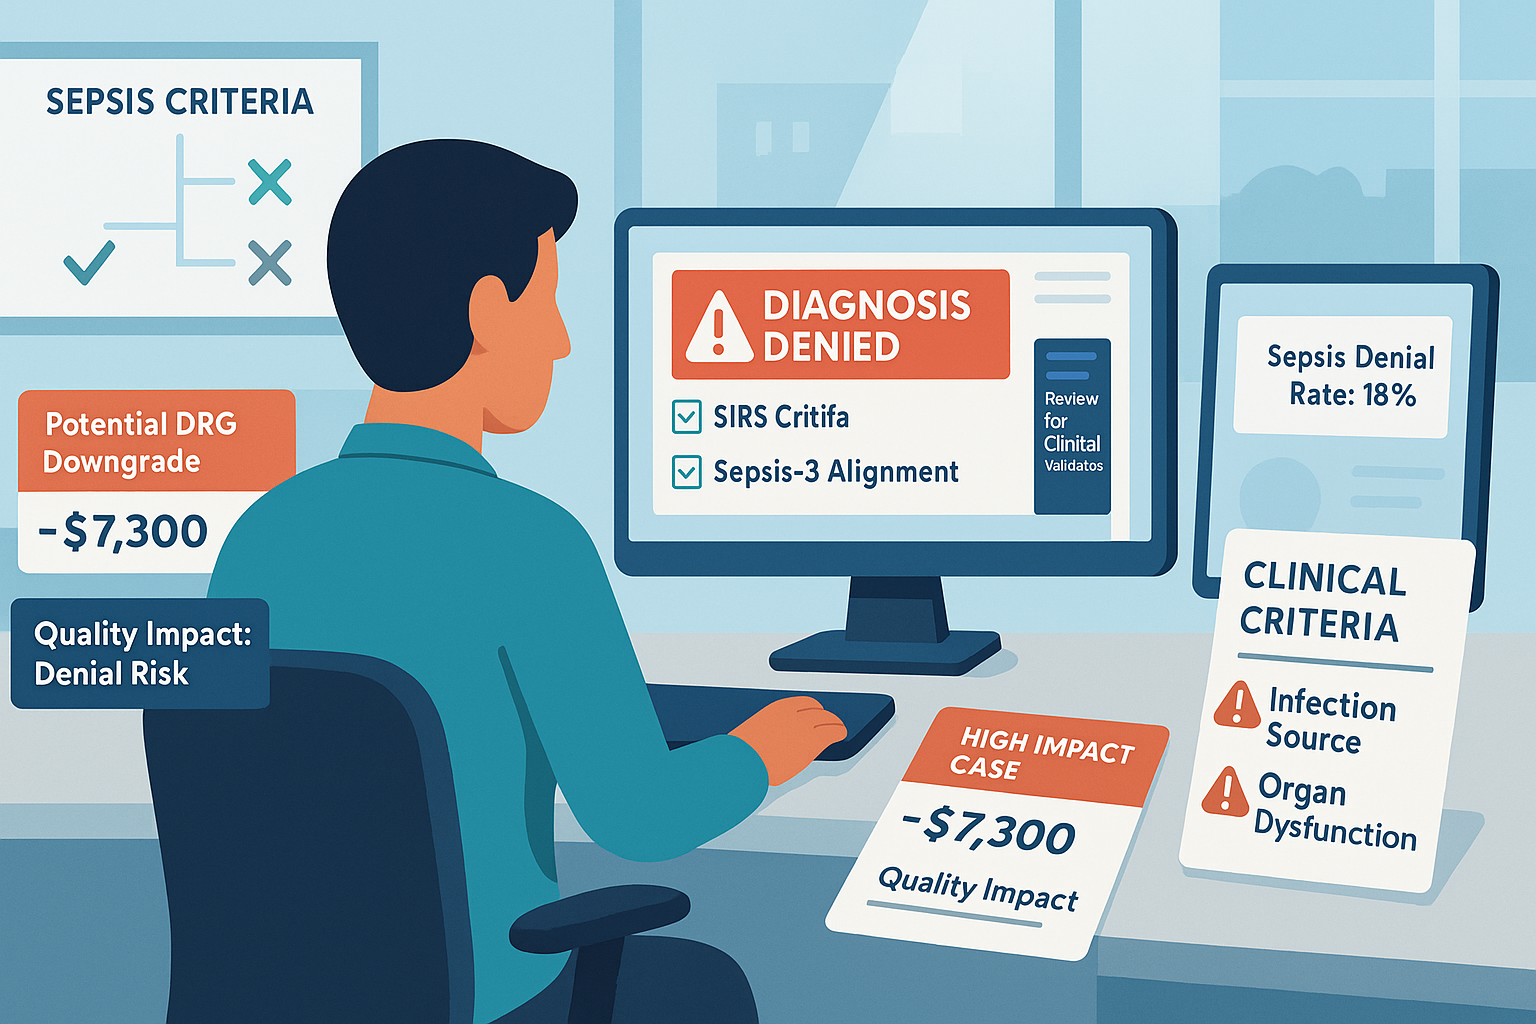 SEPSIS CRITERIA
Potential DRG
Downgrade
-$7,300
Quality Impact:
Denial Risk
DIAGNOSIS
DENIED
SIRS Critifa
Sepsis-3 Alignment
Review
for
Clinital
Validatos
Sepsis Denial
Rate: 18%
HIGH IMPACT
CASE
-$7,300
Quality Impact
CLINICAL
CRITERIA
Infection
Source
Organ
Dysfunction